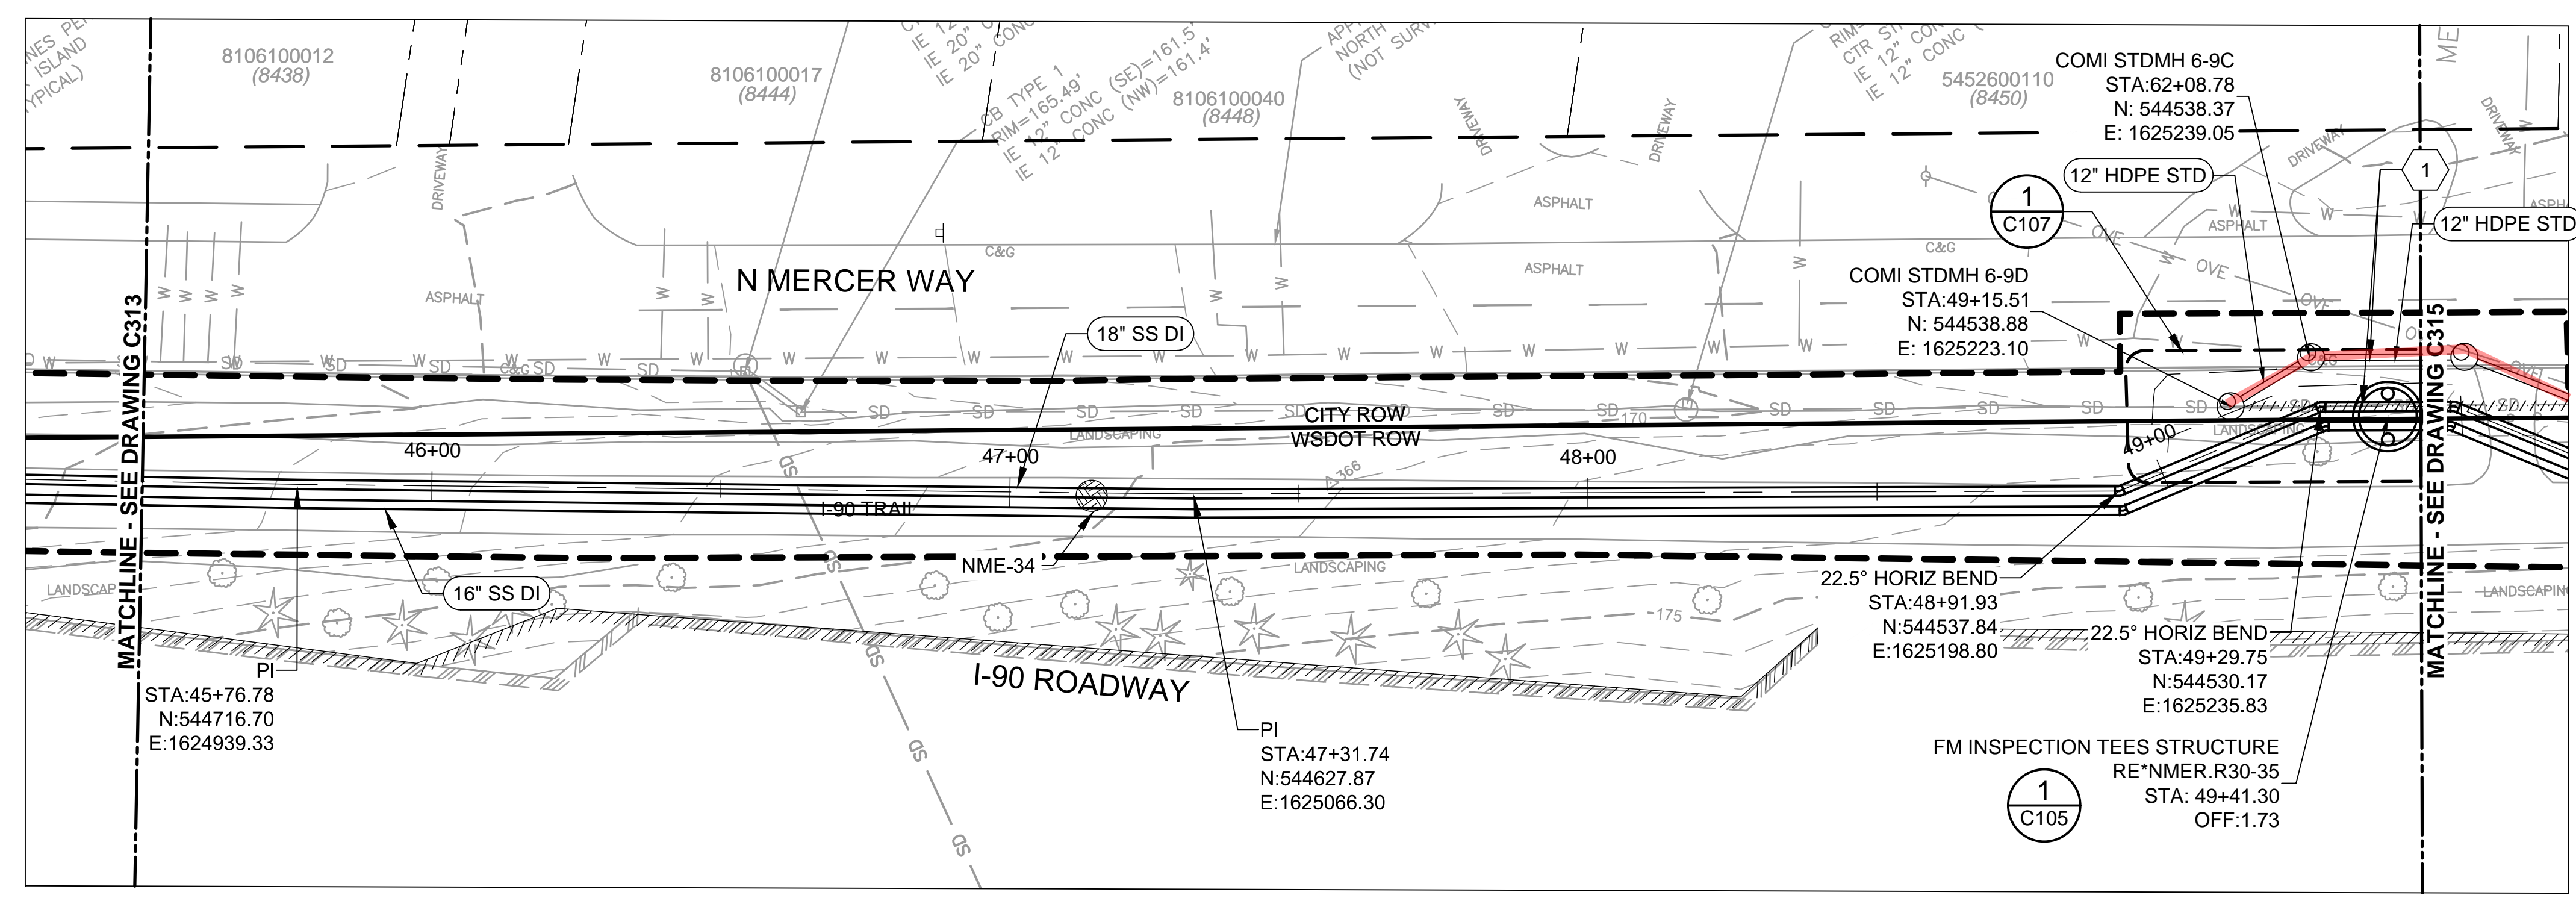 8106100012
(8438)
8106100017
(8444)
CB TYPE 1
RIM=165.49'
IE 12" CONC (SE)=161.5'
IE 12" CONC (NW)=161.4'
8106100040
(8448)
5452600110
(8450)
COMI STDMH 6-9C
STA:62+08.78
N: 544538.37
E: 1625239.05
12" HDPE STD
1
1
C107
12" HDPE STD
DRIVEWAY
DRIVEWAY
DRIVEWAY
DRIVEWAY
DRIVEWAY
ASPHALT
ASPHALT
ASPHALT
ASPHALT
C&G
C&G
C&G
N MERCER WAY
COMI STDMH 6-9D
STA:49+15.51
N: 544538.88
E: 1625223.10
18" SS DI
MATCHLINE - SEE DRAWING C313
MATCHLINE - SEE DRAWING C315
CITY ROW
WSDOT ROW
LANDSCAPING
LANDSCAPING
170
46+00
47+00
48+00
49+00
366
I-90 TRAIL
NME-34
16" SS DI
LANDSCAP
LANDSCAPING
LANDSCAPING
175
I-90 ROADWAY
PI
STA:45+76.78
N:544716.70
E:1624939.33
PI
STA:47+31.74
N:544627.87
E:1625066.30
22.5° HORIZ BEND
STA:48+91.93
N:544537.84
E:1625198.80
22.5° HORIZ BEND
STA:49+29.75
N:544530.17
E:1625235.83
FM INSPECTION TEES STRUCTURE
RE*NMER.R30-35
STA: 49+41.30
OFF:1.73
1
C105